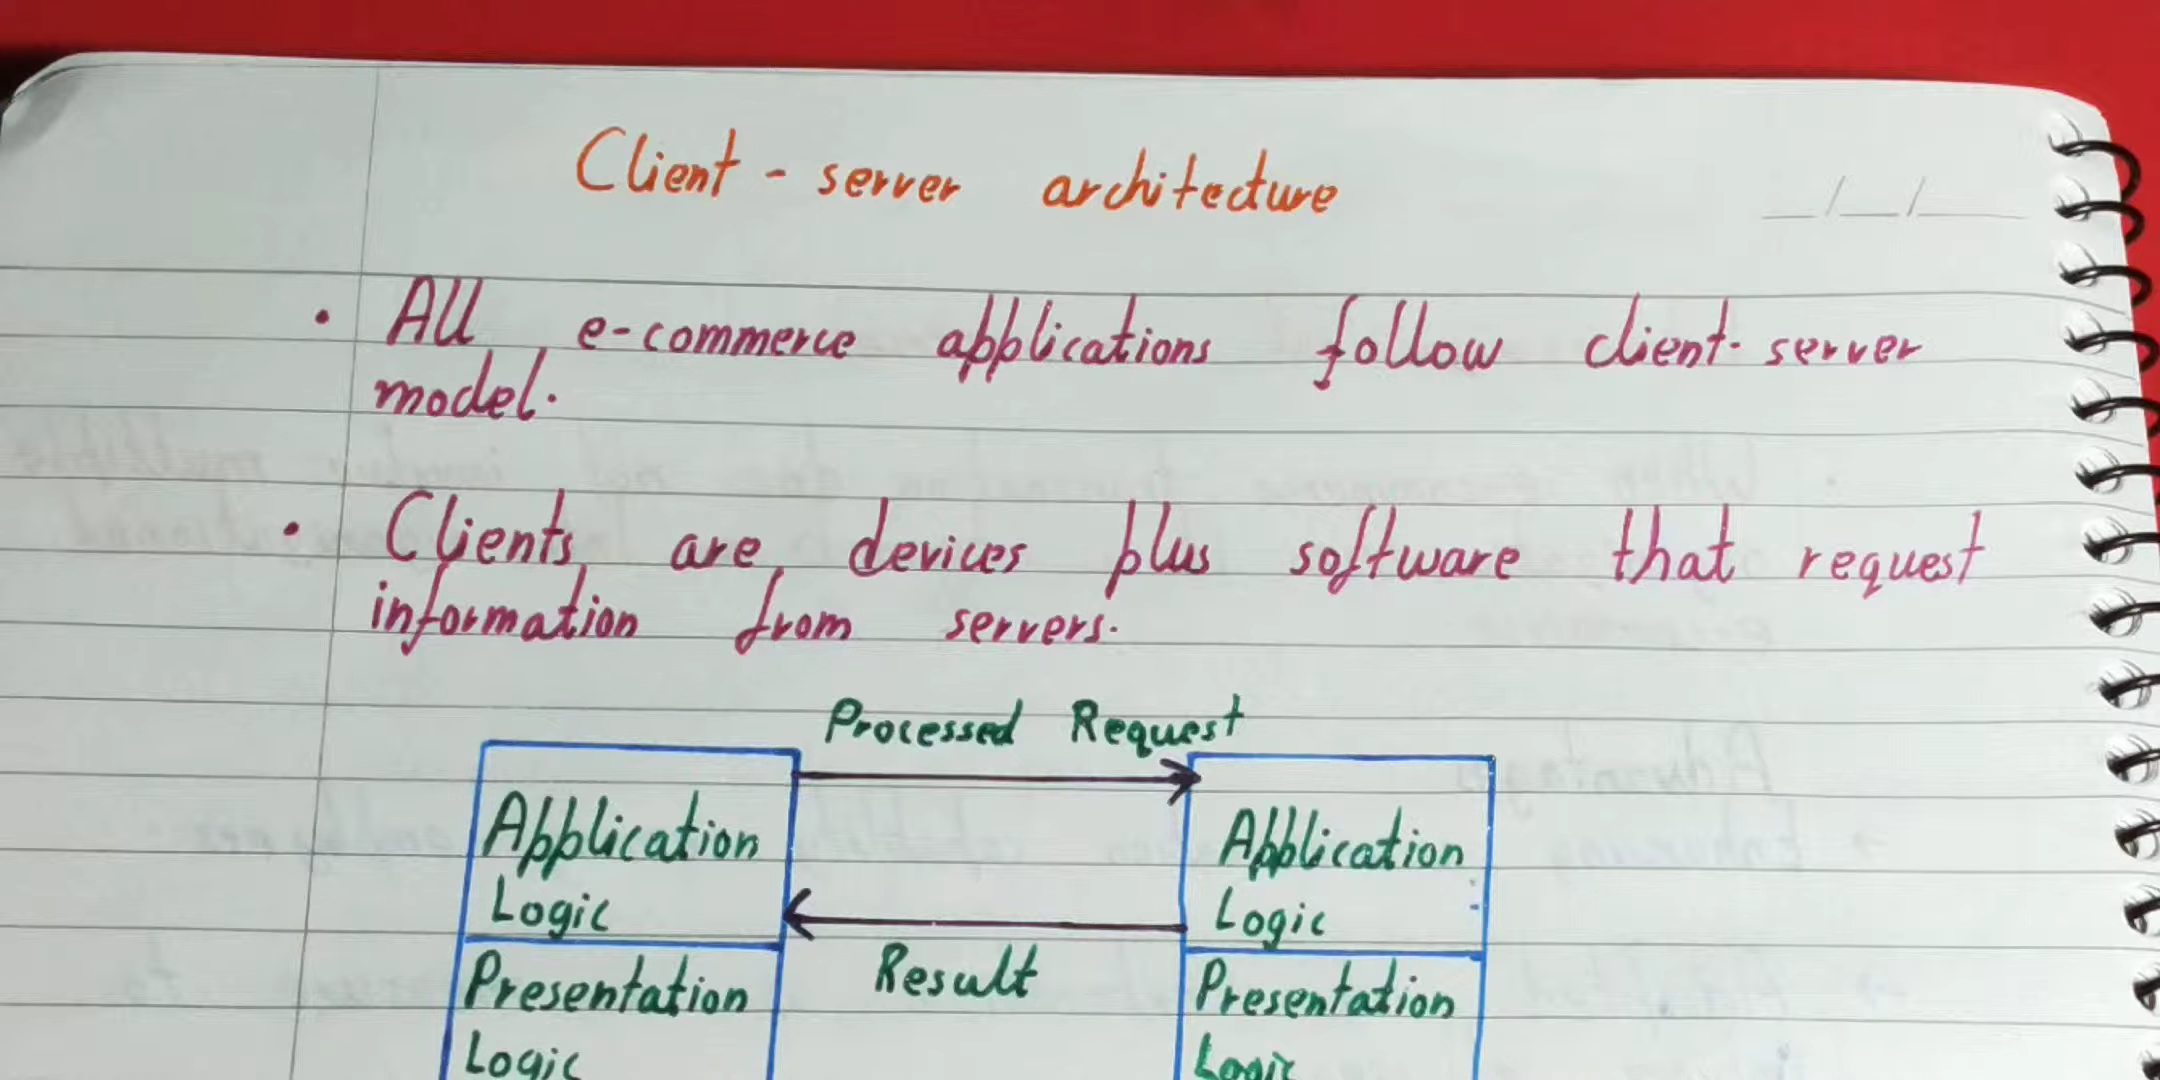 Client - server architecture
• All e-commerce applications follow client-server
model.
• Clients are devices plus software that request
information from servers.
Processed Request
Application
Logic
Application
Logic
Result
Presentation
Logic
Presentation
Logic